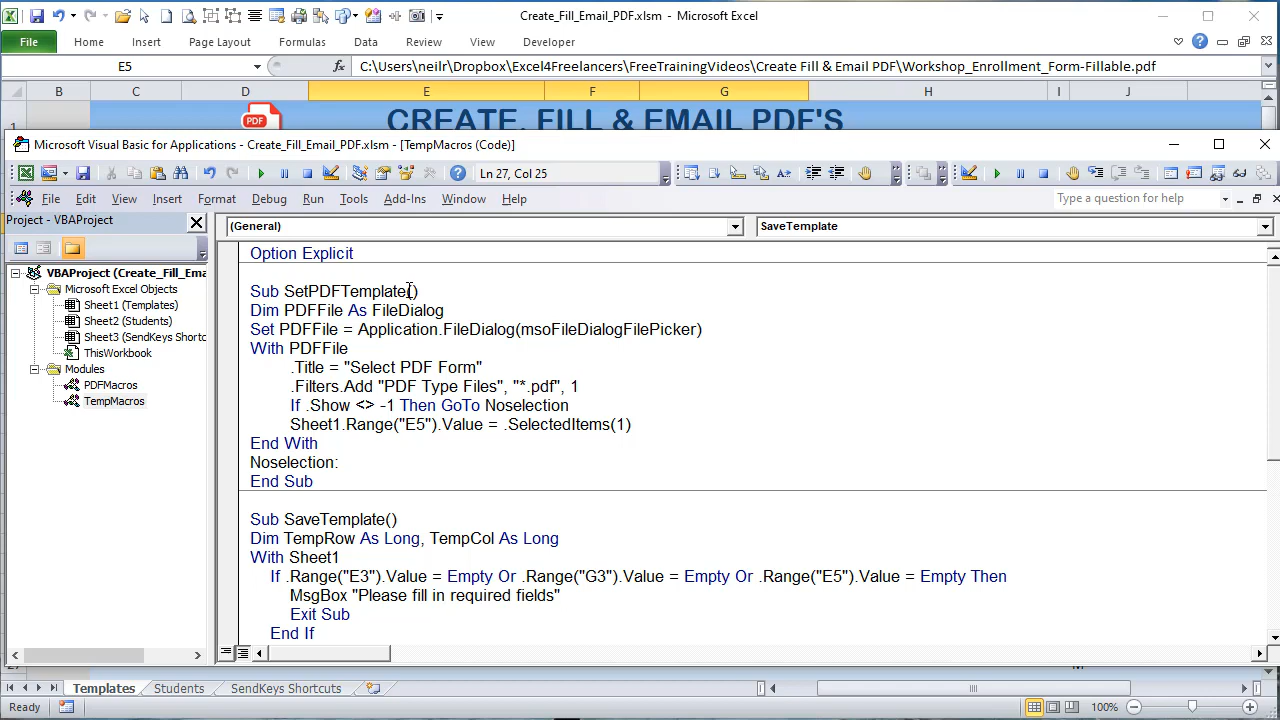 Create_Fill_Email_PDF.xlsm - Microsoft Excel
File Home Insert Page Layout Formulas Data Review View Developer
E5 fx C:\Users\neilr\Dropbox\Excel4Freelancers\FreeTrainingVideos\Create Fill & Email PDF\Workshop_Enrollment_Form-Fillable.pdf
B C D E F G H I J
1 PDF CREATE, FILL & EMAIL PDF'S
Microsoft Visual Basic for Applications - Create_Fill_Email_PDF.xlsm - [TempMacros (Code)]
Ln 27, Col 25
File Edit View Insert Format Debug Run Tools Add-Ins Window Help Type a question for help
Project - VBAProject
(General) SaveTemplate
VBAProject (Create_Fill_Ema
Microsoft Excel Objects
Sheet1 (Templates)
Sheet2 (Students)
Sheet3 (SendKeys Shortc
ThisWorkbook
Modules
PDFMacros
TempMacros
Option Explicit
Sub SetPDFTemplate()
Dim PDFFile As FileDialog
Set PDFFile = Application.FileDialog(msoFileDialogFilePicker)
With PDFFile
.Title = "Select PDF Form"
.Filters.Add "PDF Type Files", "*.pdf", 1
If .Show <> -1 Then GoTo Noselection
Sheet1.Range("E5").Value = .SelectedItems(1)
End With
Noselection:
End Sub
Sub SaveTemplate()
Dim TempRow As Long, TempCol As Long
With Sheet1
If .Range("E3").Value = Empty Or .Range("G3").Value = Empty Or .Range("E5").Value = Empty Then
MsgBox "Please fill in required fields"
Exit Sub
End If
Templates Students SendKeys Shortcuts
Ready 100%